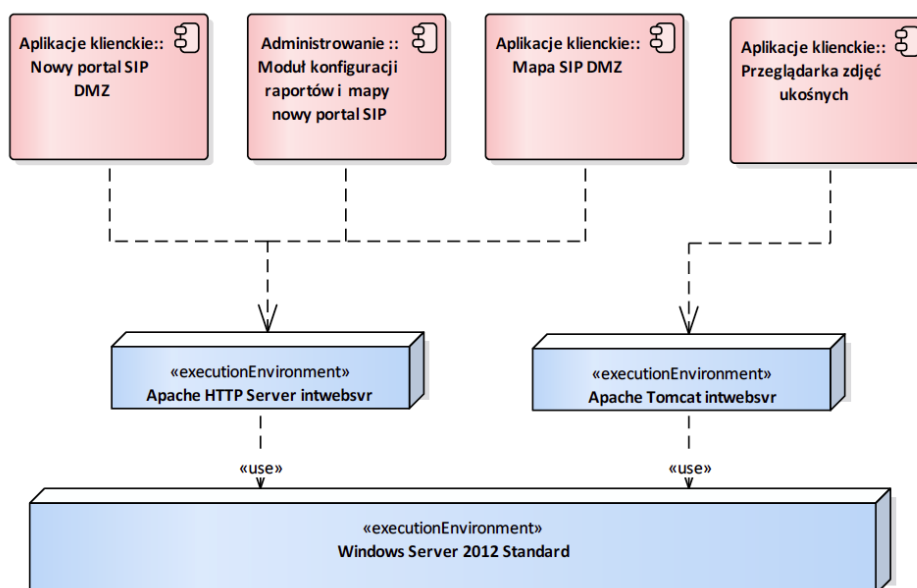 Aplikacje klienckie::
Nowy portal SIP
DMZ
Administrowanie ::
Moduł konfiguracji
raportów i mapy
nowy portal SIP
Aplikacje klienckie::
Mapa SIP DMZ
Aplikacje klienckie::
Przeglądarka zdjęć
ukośnych
«executionEnvironment»
Apache HTTP Server intwebsvr
«executionEnvironment»
Apache Tomcat intwebsvr
«use»
«use»
«executionEnvironment»
Windows Server 2012 Standard